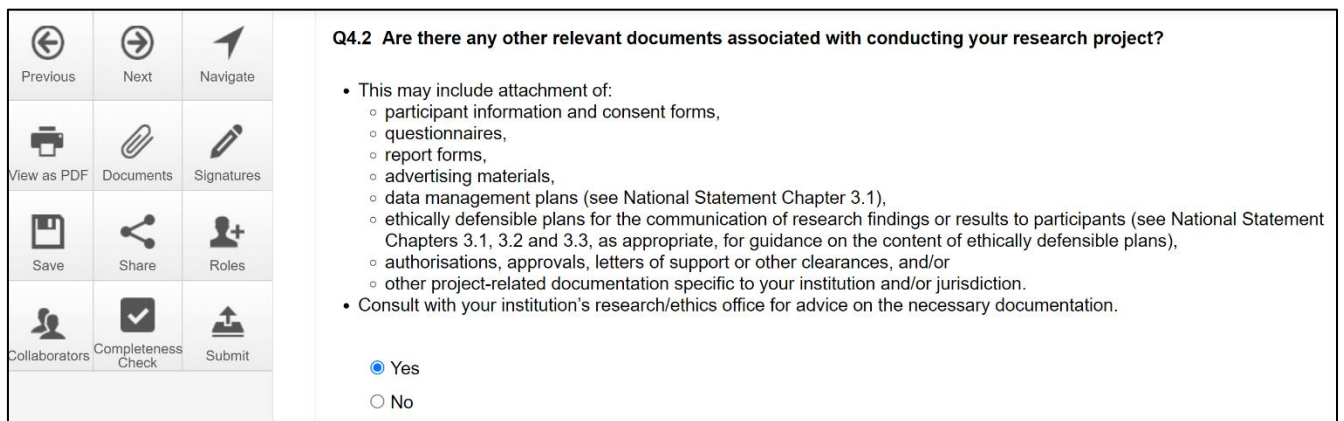 Previous
Next
Navigate
View as PDF
Documents
Signatures
Save
Share
Roles
Collaborators
Completeness
Check
Submit
Q4.2 Are there any other relevant documents associated with conducting your research project?
• This may include attachment of:
◦ participant information and consent forms,
◦ questionnaires,
◦ report forms,
◦ advertising materials,
◦ data management plans (see National Statement Chapter 3.1),
◦ ethically defensible plans for the communication of research findings or results to participants (see National Statement
Chapters 3.1, 3.2 and 3.3, as appropriate, for guidance on the content of ethically defensible plans),
◦ authorisations, approvals, letters of support or other clearances, and/or
◦ other project-related documentation specific to your institution and/or jurisdiction.
• Consult with your institution’s research/ethics office for advice on the necessary documentation.
Yes
No